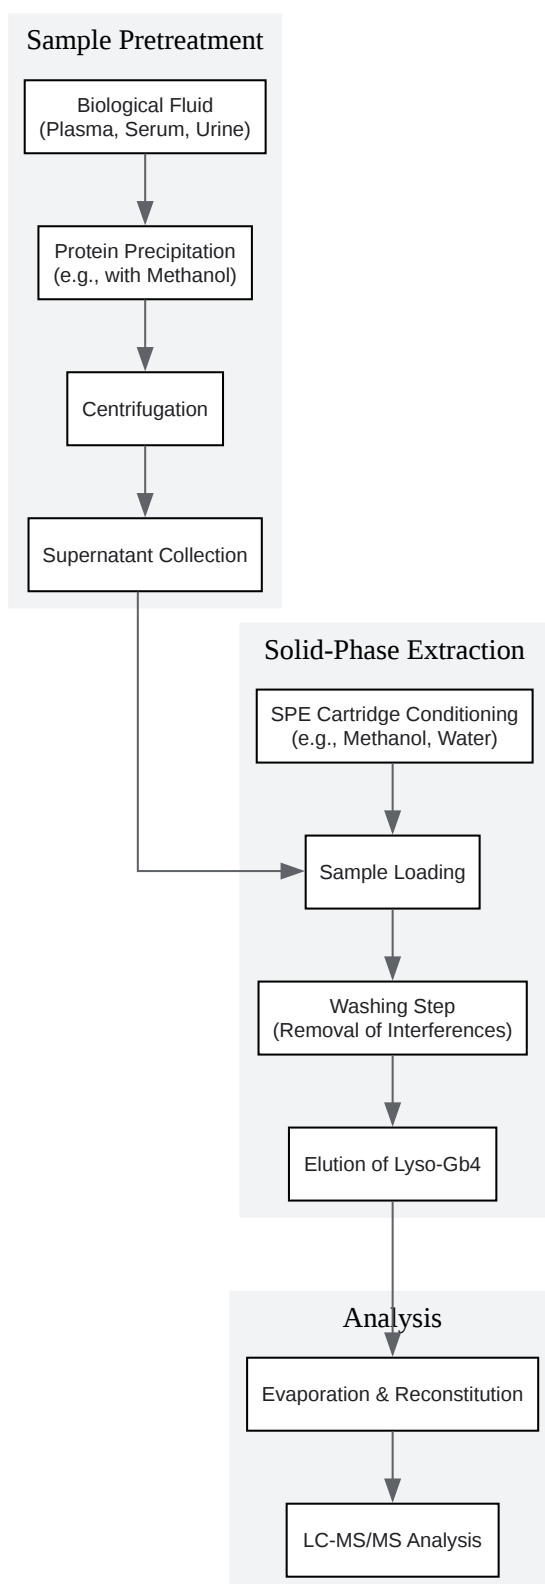 Sample Pretreatment
Biological Fluid
(Plasma, Serum, Urine)
Protein Precipitation
(e.g., with Methanol)
Centrifugation
Supernatant Collection
Solid-Phase Extraction
SPE Cartridge Conditioning
(e.g., Methanol, Water)
Sample Loading
Washing Step
(Removal of Interferences)
Elution of Lyso-Gb4
Analysis
Evaporation & Reconstitution
LC-MS/MS Analysis